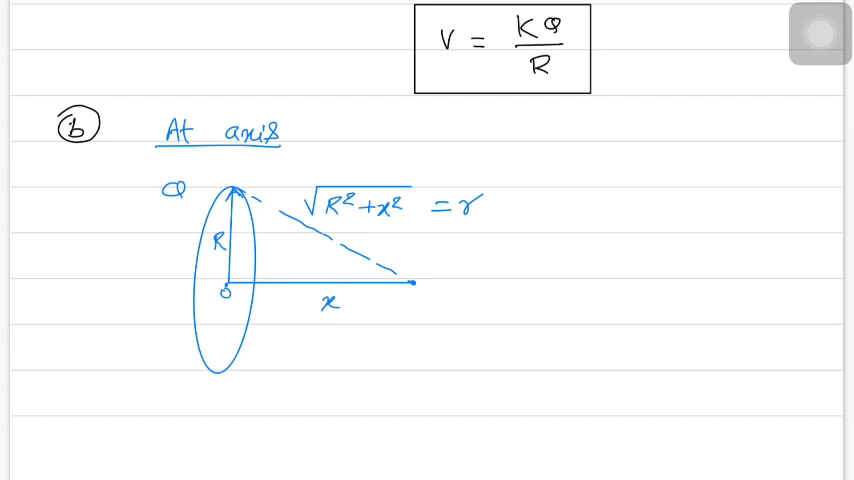 V = KQ/R
(b) At axis
Q
√R²+x² = r
R
O
x